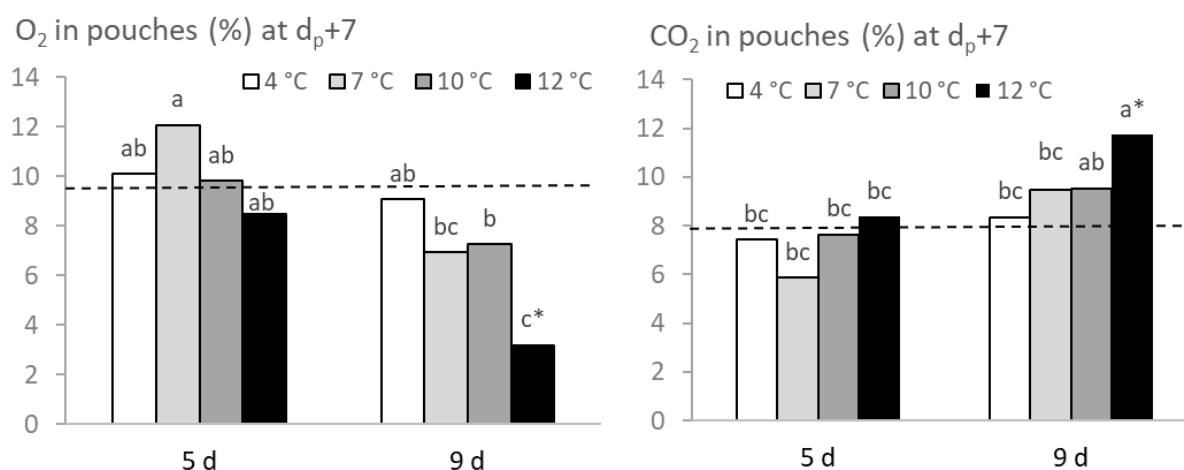 O₂ in pouches (%) at dₚ+7
14
12
10
8
6
4
2
0
4 °C 7 °C 10 °C 12 °C
ab
a
ab
ab
ab
bc
b
c*
5 d 9 d
CO₂ in pouches (%) at dₚ+7
14
12
10
8
6
4
2
0
4 °C 7 °C 10 °C 12 °C
bc
bc
bc
bc
bc
bc
ab
a*
5 d 9 d